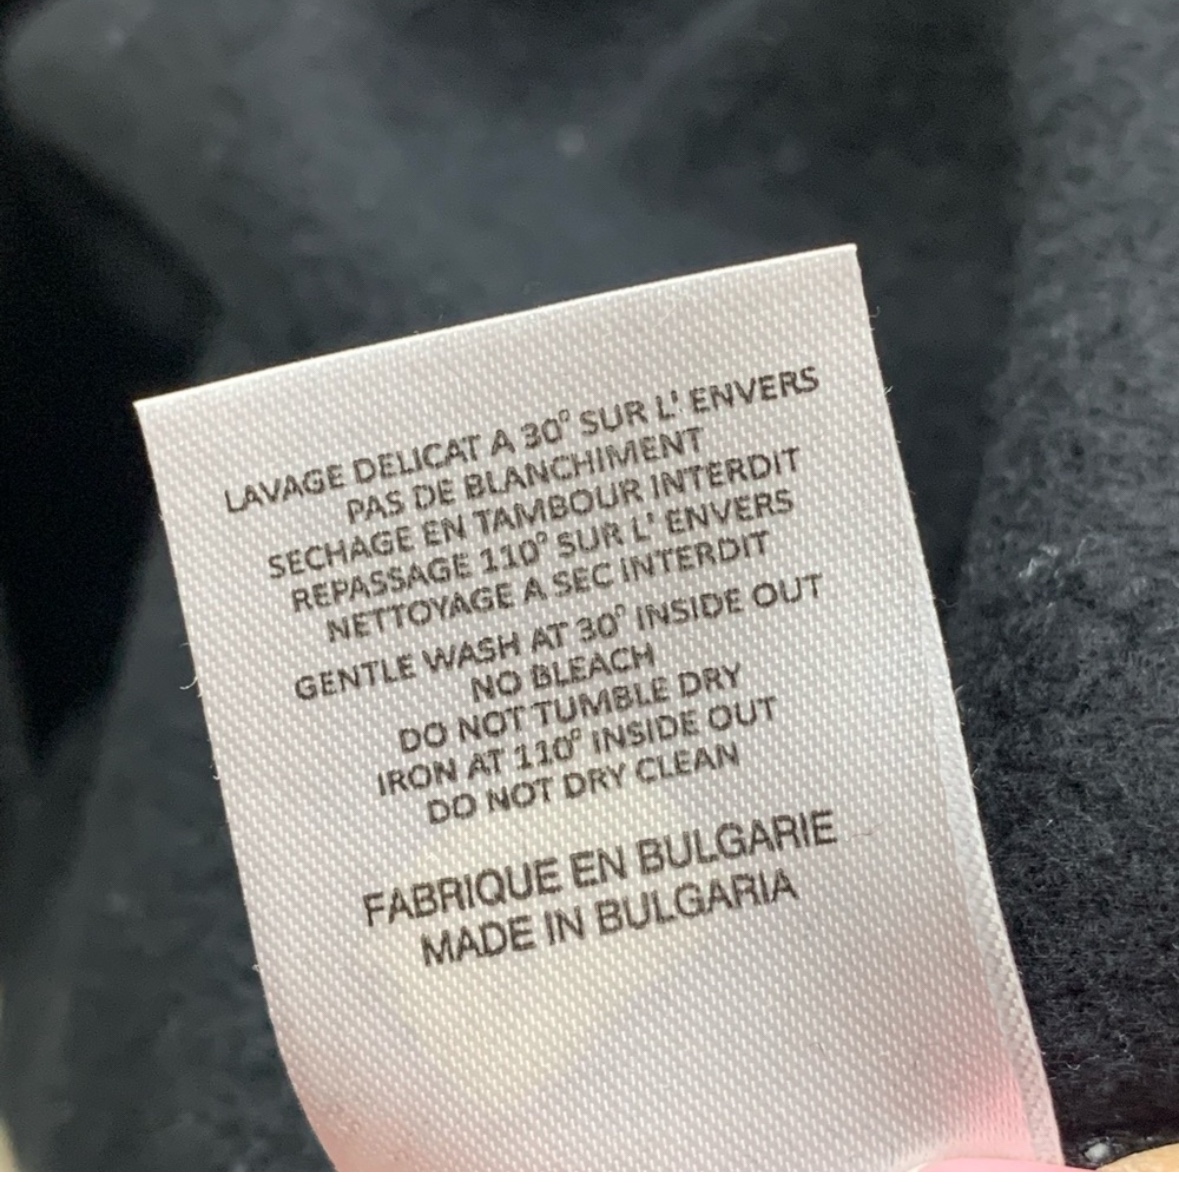 LAVAGE DELICAT A 30° SUR L' ENVERS
PAS DE BLANCHIMENT
SECHAGE EN TAMBOUR INTERDIT
REPASSAGE 110° SUR L' ENVERS
NETTOYAGE A SEC INTERDIT
GENTLE WASH AT 30° INSIDE OUT
NO BLEACH
DO NOT TUMBLE DRY
IRON AT 110° INSIDE OUT
DO NOT DRY CLEAN
FABRIQUE EN BULGARIE
MADE IN BULGARIA